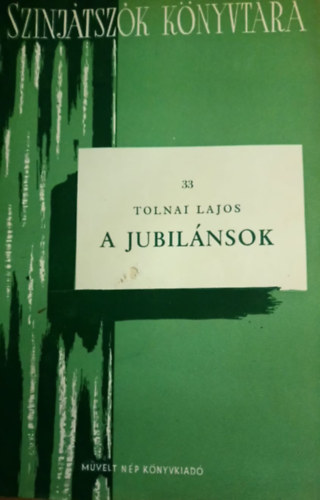 SZINJÁTSZÓK KÖNYVTÁRA
33
TOLNAI LAJOS
A JUBILÁNSOK
MŰVELT NÉP KÖNYVKIADÓ